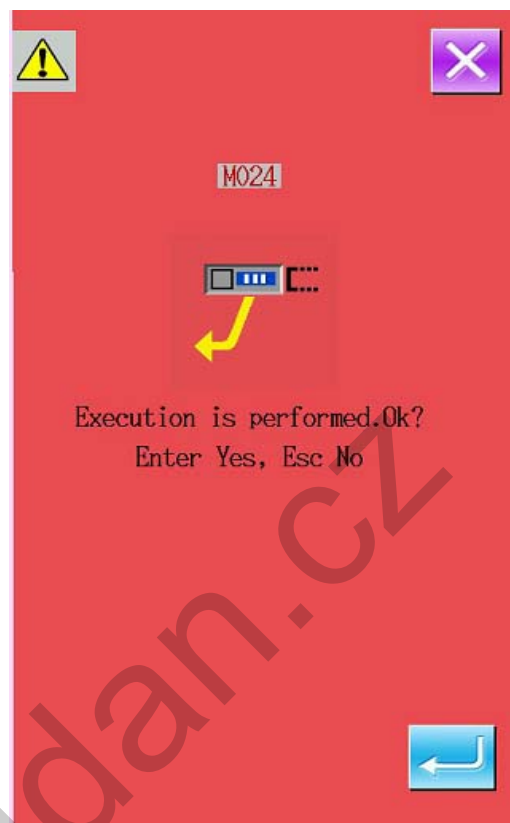 M024
Execution is performed.Ok?
Enter Yes, Esc No
dan.cz